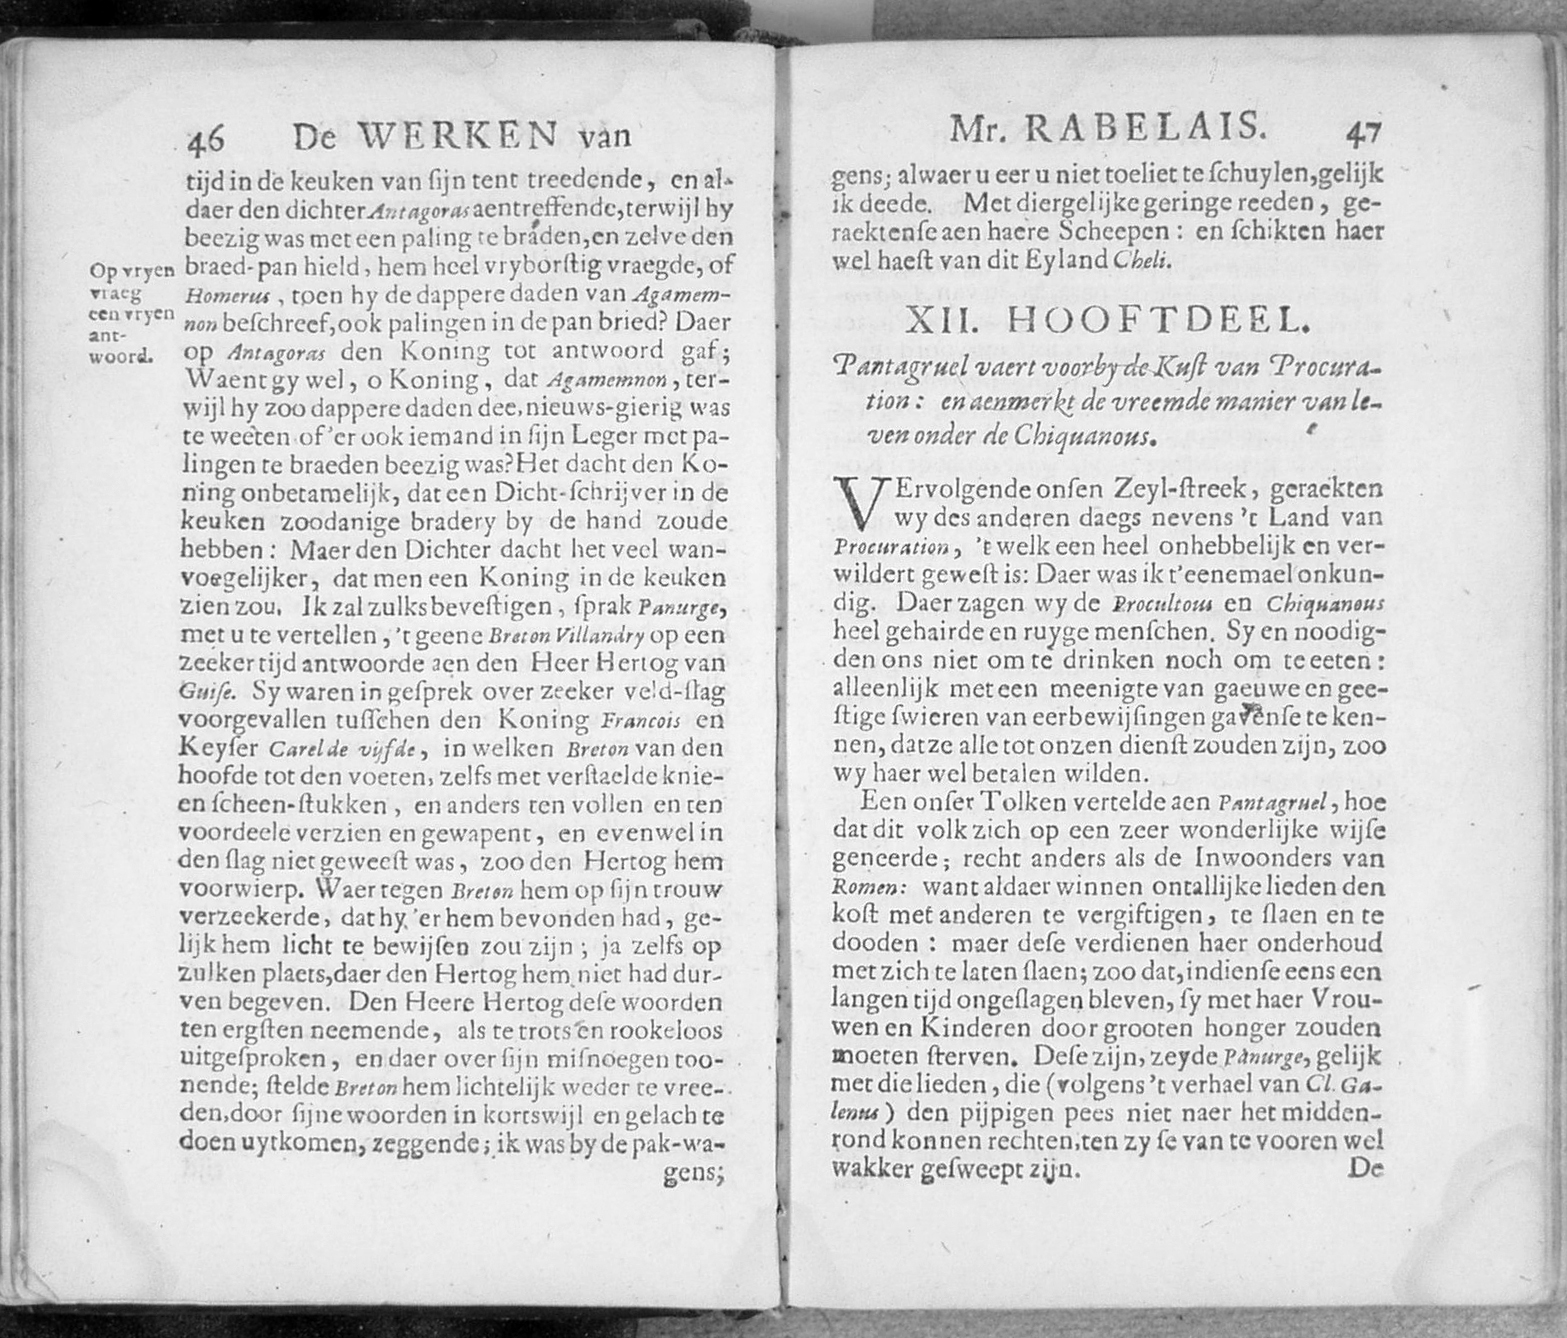 46 De WERKEN van
tijd in de keuken van ſijn tent treedende, en al-
daer den dichter Antagoras aentreffende, terwijl hy
beezig was met een paling te braden, en zelve den
braed-pan hield, hem heel vryborſtig vraegde, of
Homerus, toen hy de dappere daden van Agamem-
non beſchreef, ook palingen in de pan bried? Daer
op Antagoras den Koning tot antwoord gaf;
Waent gy wel, o Koning, dat Agamemnon, ter-
wijl hy zoo dappere daden dee, nieuws-gierig was
te weeten of 'er ook iemand in ſijn Leger met pa-
lingen te braeden beezig was? Het dacht den Ko-
ning onbetamelijk, dat een Dicht-ſchrijver in de
keuken zoodanige bradery by de hand zoude
hebben: Maer den Dichter dacht het veel wan-
voegelijker, dat men een Koning in de keuken
zien zou. Ik zal zulks beveſtigen, ſprak Panurge,
met u te vertellen, 't geene Breton Villandry op een
zeeker tijd antwoorde aen den Heer Hertog van
Guiſe. Sy waren in geſprek over zeeker veld-ſlag
voorgevallen tuſſchen den Koning Francois en
Keyſer Carel de vijfde, in welken Breton van den
hoofde tot den voeten, zelfs met verſtaelde knie-
en ſcheen-ſtukken, en anders ten vollen en ten
voordeele verzien en gewapent, en evenwel in
den ſlag niet geweeſt was, zoo den Hertog hem
voorwierp. Waer tegen Breton hem op ſijn trouw
verzeekerde, dat hy 'er hem bevonden had, ge-
lijk hem licht te bewijſen zou zijn; ja zelfs op
zulken plaets, daer den Hertog hem niet had dur-
ven begeven. Den Heere Hertog deſe woorden
ten ergſten neemende, als te trots en rookeloos
uitgeſproken, en daer over ſijn miſnoegen too-
nende; ſtelde Breton hem lichtelijk weder te vree-
den, door ſijne woorden in kortswijl en gelach te
doen uytkomen, zeggende; ik was by de pak-wa-
gens;
Op vryen
vraeg
een vryen
ant-
woord.
Mr. RABELAIS. 47
gens; alwaer u eer u niet toeliet te ſchuylen, gelijk
ik deede. Met diergelijke geringe reeden, ge-
raektenſe aen haere Scheepen: en ſchikten haer
wel haeſt van dit Eyland Cheli.
XII. HOOFTDEEL.
Pantagruel vaert voorby de Kuſt van Procura-
tion: en aenmerkt de vreemde manier van le-
ven onder de Chiquanous.
VErvolgende onſen Zeyl-ſtreek, geraekten
wy des anderen daegs nevens 't Land van
Procuration, 't welk een heel onhebbelijk en ver-
wildert geweſt is: Daer was ik t'eenemael onkun-
dig. Daer zagen wy de Procultous en Chiquanous
heel gehairde en ruyge menſchen. Sy en noodig-
den ons niet om te drinken noch om te eeten:
alleenlijk met een meenigte van gaeuwe en gee-
ſtige ſwieren van eerbewijſingen gavenſe te ken-
nen, datze alle tot onzen dienſt zouden zijn, zoo
wy haer wel betalen wilden.
Een onſer Tolken vertelde aen Pantagruel, hoe
dat dit volk zich op een zeer wonderlijke wijſe
geneerde; recht anders als de Inwoonders van
Romen: want aldaer winnen ontallijke lieden den
koſt met anderen te vergiftigen, te ſlaen en te
dooden: maer deſe verdienen haer onderhoud
met zich te laten ſlaen; zoo dat, indienſe eens een
langen tijd ongeſlagen bleven, ſy met haer Vrou-
wen en Kinderen door grooten honger zouden
moeten ſterven. Deſe zijn, zeyde Panurge, gelijk
met die lieden, die (volgens 't verhael van Cl. Ga-
lenus) den pijpigen pees niet naer het midden-
rond konnen rechten, ten zy ſe van te vooren wel
wakker geſweept zijn. De